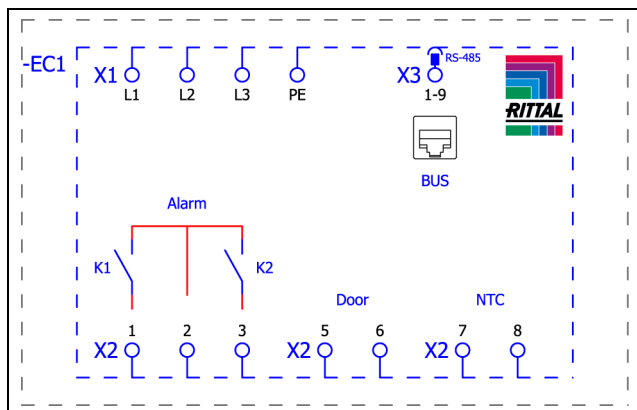 -EC1
X1
L1
L2
L3
PE
X3
RS-485
1-9
RITTAL
BUS
Alarm
K1
K2
Door
NTC
X2
1
2
3
X2
5
6
X2
7
8